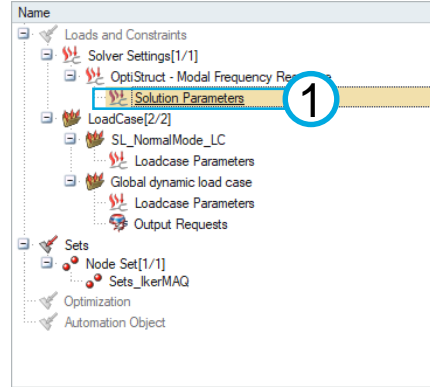 Name
Loads and Constraints
Solver Settings[1/1]
OptiStruct - Modal Frequency
Solution Parameters
1
LoadCase[2/2]
SL_NormalMode_LC
Loadcase Parameters
Global dynamic load case
Loadcase Parameters
Output Requests
Sets
Node Set[1/1]
Sets_IkerMAQ
Optimization
Automation Object